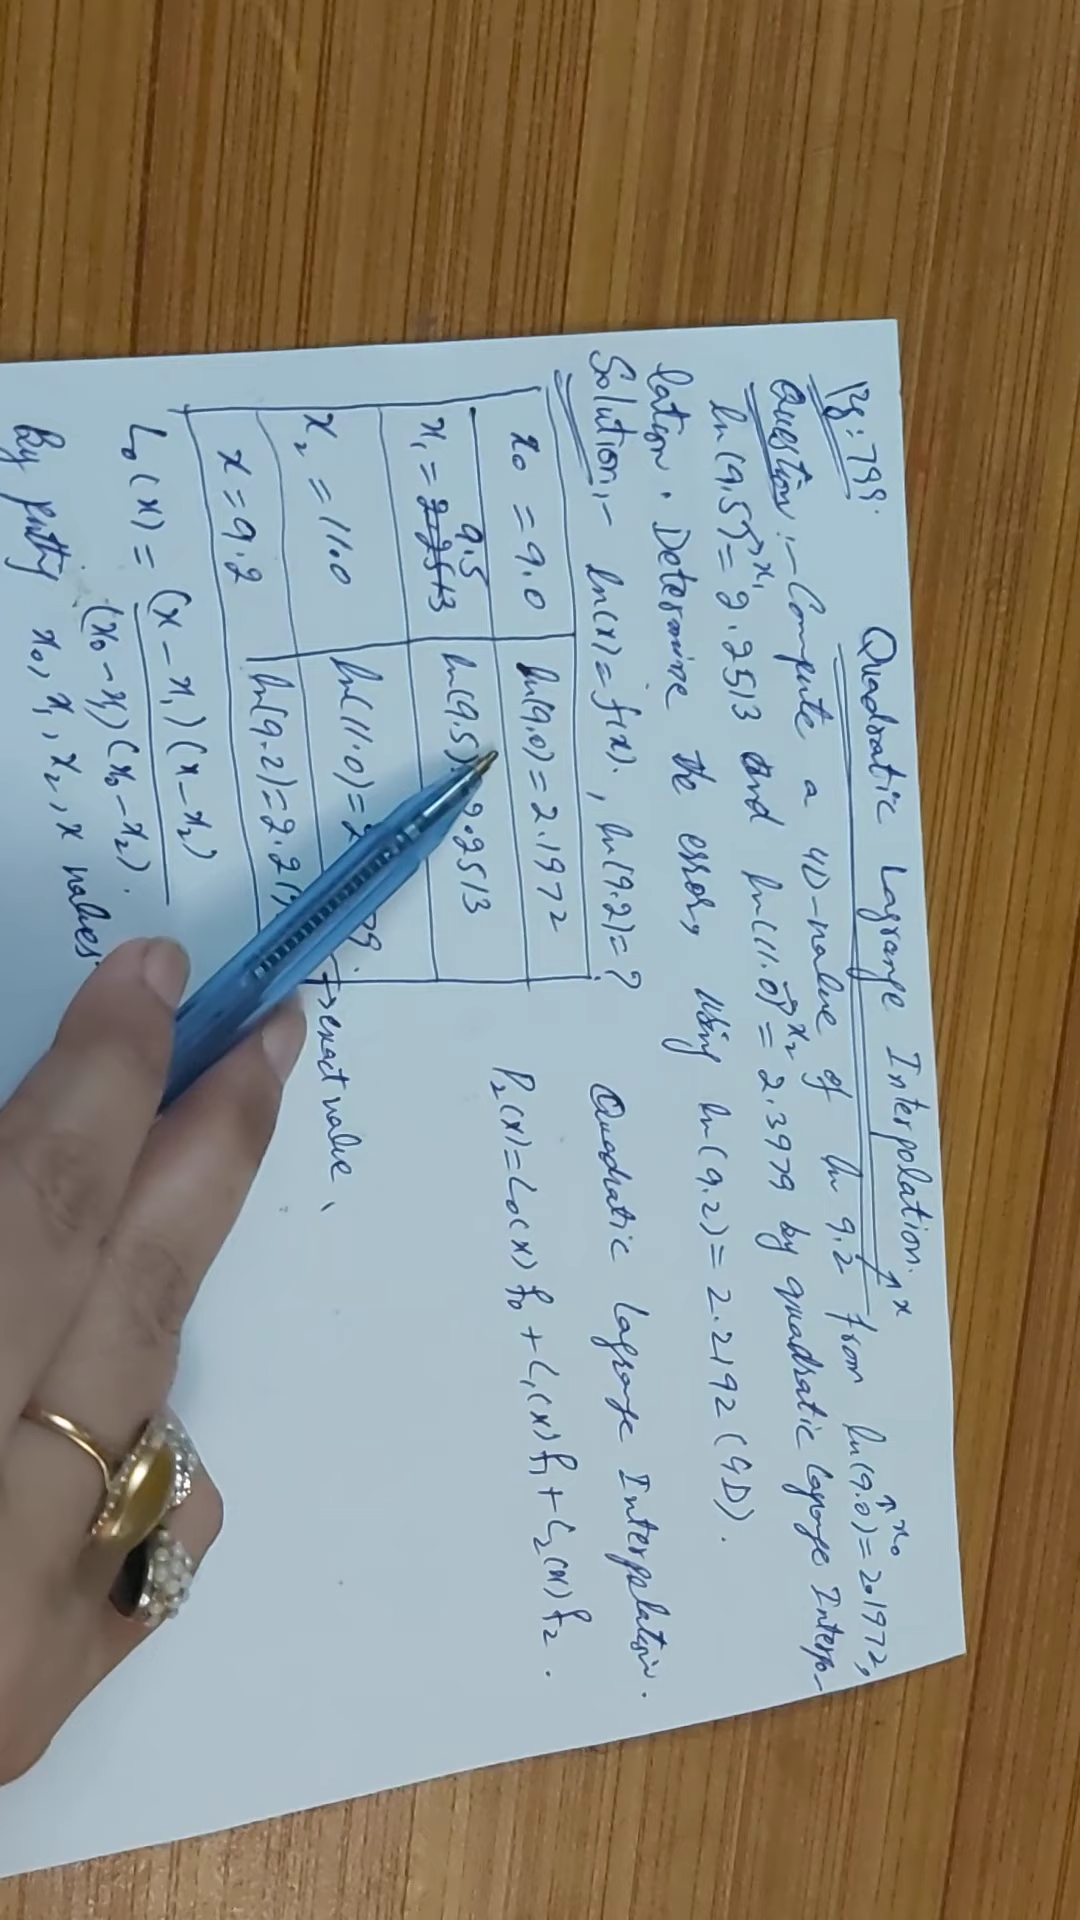 Pg: 799.
Quadratic Lagrange Interpolation.
Question:- Compute a 4D-value of ln 9.2 from ln(9.0) = 2.1972,
ln(9.5) = 2.2513 and ln(11.0) = 2.3979 by quadratic Lagrange Interpo-
lation. Determine the error, using ln(9.2) = 2.2192 (4D).
Solution:- ln(x) = f(x). , ln(9.2) = ?
Quadratic Lagrange Interpolation.
x₀ = 9.0 ln(9.0) = 2.1972
P₂(x) = L₀(x) f₀ + L₁(x) f₁ + L₂(x) f₂ .
x₁ = 9.5 ln(9.5) 2.2513
x₂ = 11.0 ln(11.0) =
x = 9.2 ln(9.2) = 2.2 → exact value.
L₀(x) = (x - x₁)(x - x₂)
(x₀ - x₁)(x₀ - x₂) .
By putting x₀, x₁, x₂, x values